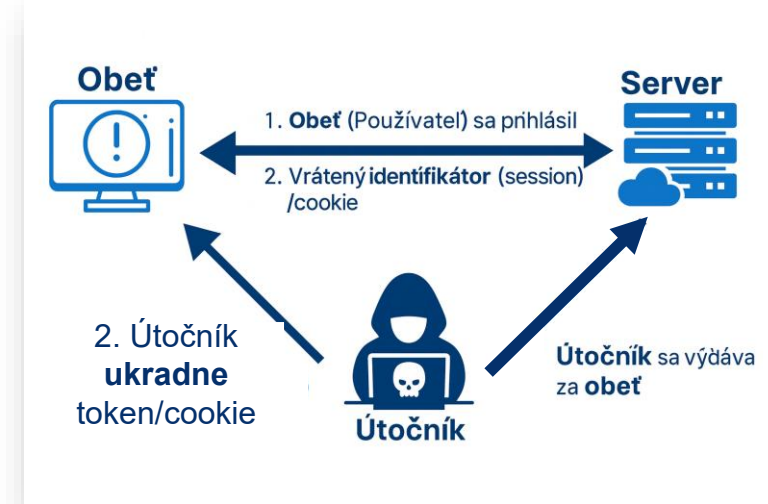 Obeť
Server
1. Obeť (Používateľ) sa prihlásil
2. Vrátený identifikátor (session)
/cookie
2. Útočník
ukradne
token/cookie
Útočník sa výdáva
za obeť
Útočník